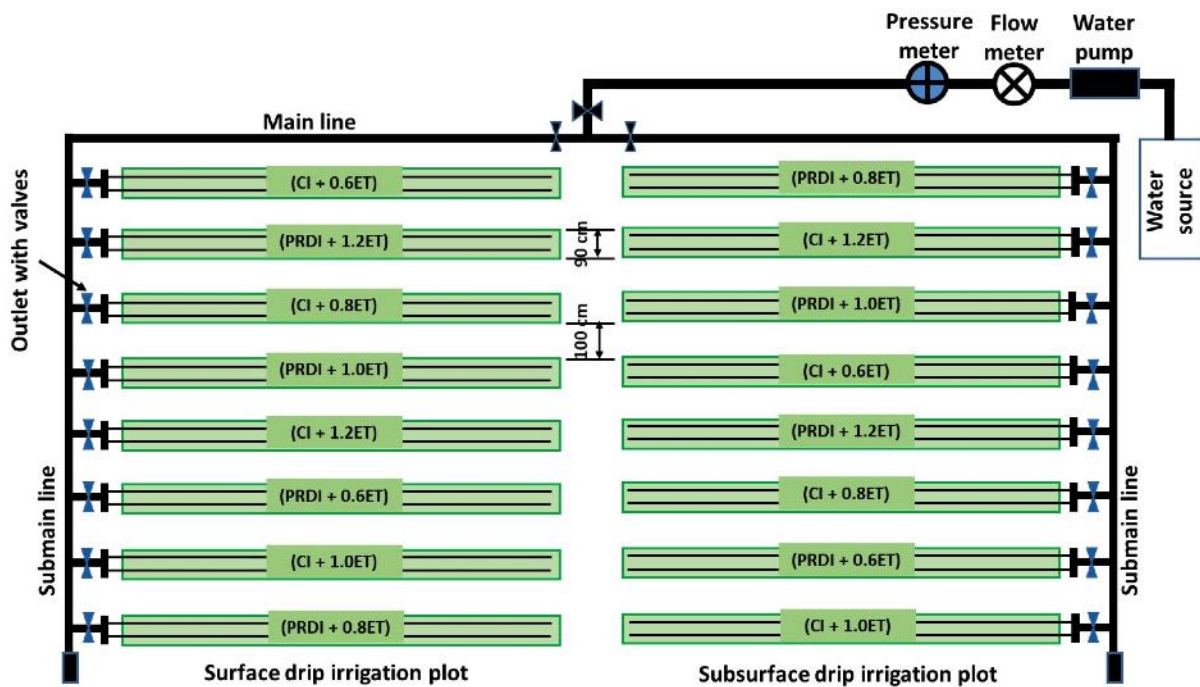 Pressure
meter
Flow
meter
Water
pump
Main line
Water
source
Outlet with valves
(CI + 0.6ET)
(PRDI + 0.8ET)
(PRDI + 1.2ET)
90 cm
(CI + 1.2ET)
(CI + 0.8ET)
(PRDI + 1.0ET)
100 cm
(PRDI + 1.0ET)
(CI + 0.6ET)
(CI + 1.2ET)
(PRDI + 1.2ET)
(PRDI + 0.6ET)
(CI + 0.8ET)
Submain line
Submain line
(CI + 1.0ET)
(PRDI + 0.6ET)
(PRDI + 0.8ET)
(CI + 1.0ET)
Surface drip irrigation plot
Subsurface drip irrigation plot